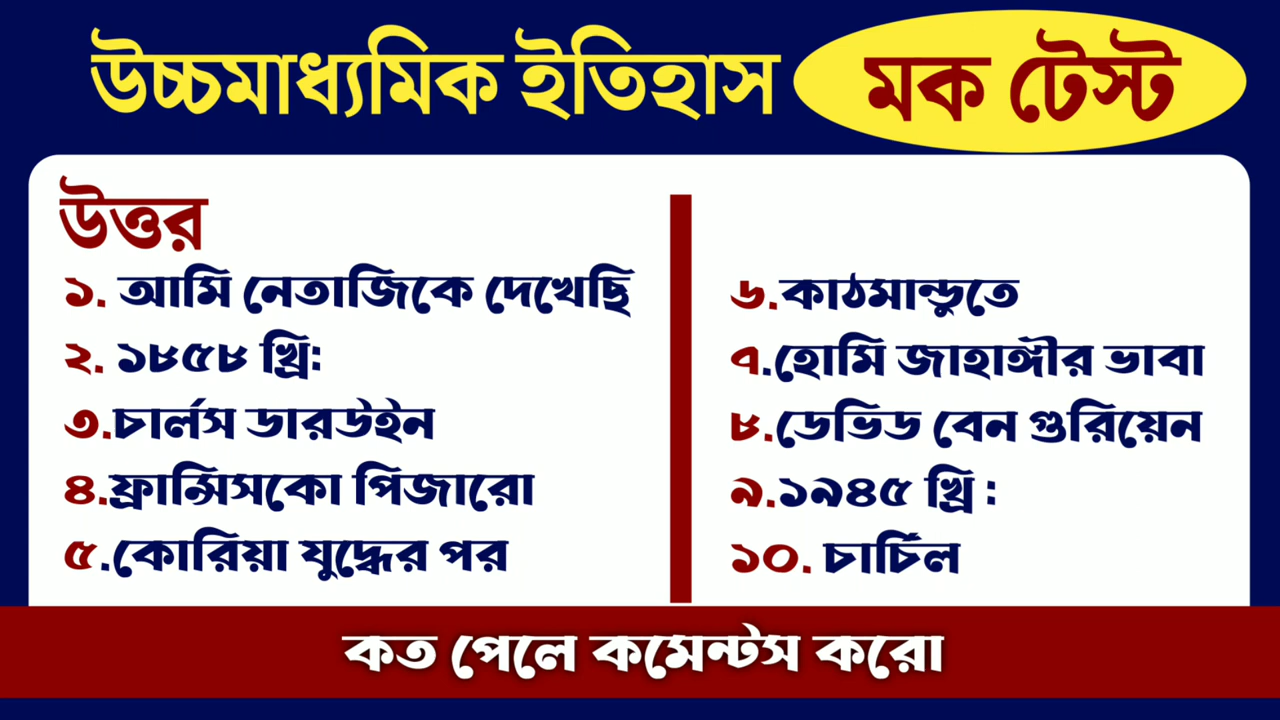 উচ্চমাধ্যমিক ইতিহাস
মক টেস্ট
উত্তর
১. আমি নেতাজিকে দেখেছি
২. ১৮৫৮ খ্রি:
৩.চার্লস ডারউইন
৪.ফ্রান্সিসকো পিজারো
৫.কোরিয়া যুদ্ধের পর
৬.কাঠমান্ডুতে
৭.হোমি জাহাঙ্গীর ভাবা
৮.ডেভিড বেন গুরিয়েন
৯.১৯৪৫ খ্রি :
১০. চার্চিল
কত পেলে কমেন্টস করো